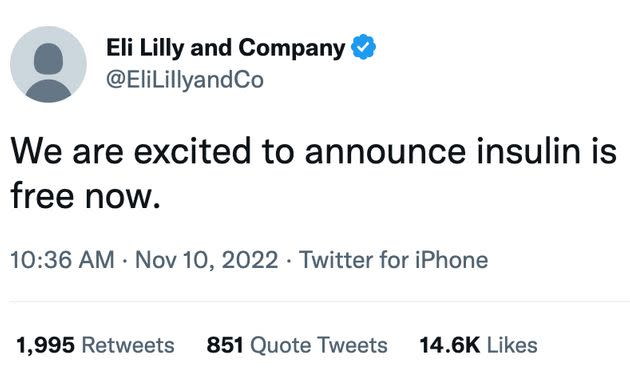 Eli Lilly and Company
@EliLillyandCo
We are excited to announce insulin is
free now.
10:36 AM · Nov 10, 2022 · Twitter for iPhone
1,995 Retweets 851 Quote Tweets 14.6K Likes